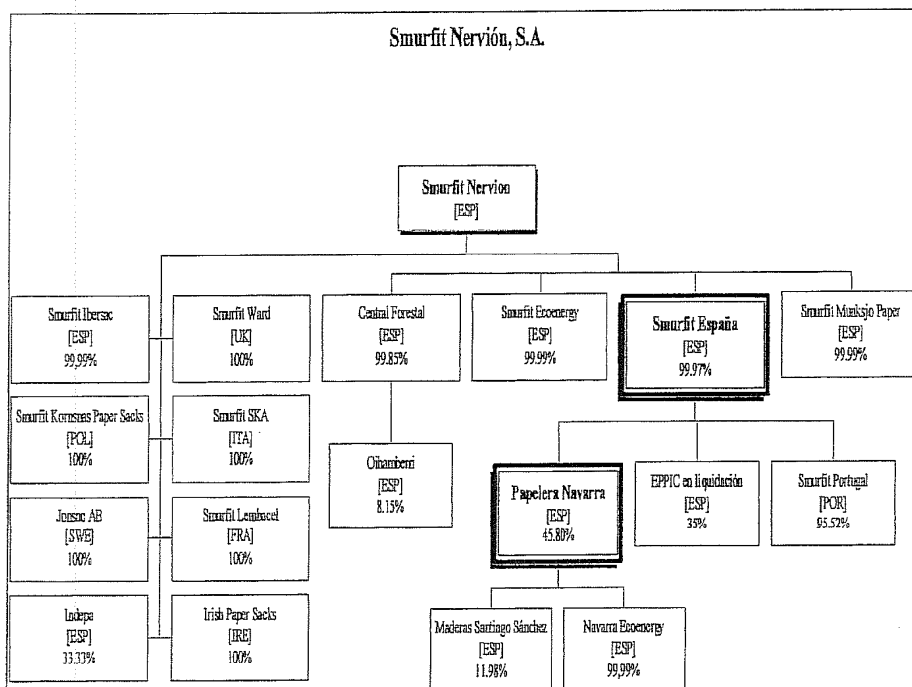 Smurfit Nervión, S.A.
Smurfit Nervion
[ESP]
Smurfit Ibersac
[ESP]
99,99%
Smurfit Ward
[UK]
100%
Central Forestal
[ESP]
99.85%
Smurfit Ecoenergy
[ESP]
99.99%
Smurfit España
[ESP]
99.97%
Smurfit Munksjo Paper
[ESP]
99.99%
Smurfit Korsnas Paper Sacks
[POL]
100%
Smurfit SKA
[ITA]
100%
Oihanberri
[ESP]
8.15%
Papelera Navarra
[ESP]
45.80%
EPPIC en liquidación
[ESP]
35%
Smurfit Portugal
[POR]
95.52%
Jonsac AB
[SWE]
100%
Smurfit Lembacel
[FRA]
100%
Indepa
[ESP]
33.33%
Irish Paper Sacks
[IRE]
100%
Maderas Santiago Sánchez
[ESP]
11.98%
Navarra Ecoenergy
[ESP]
99,99%